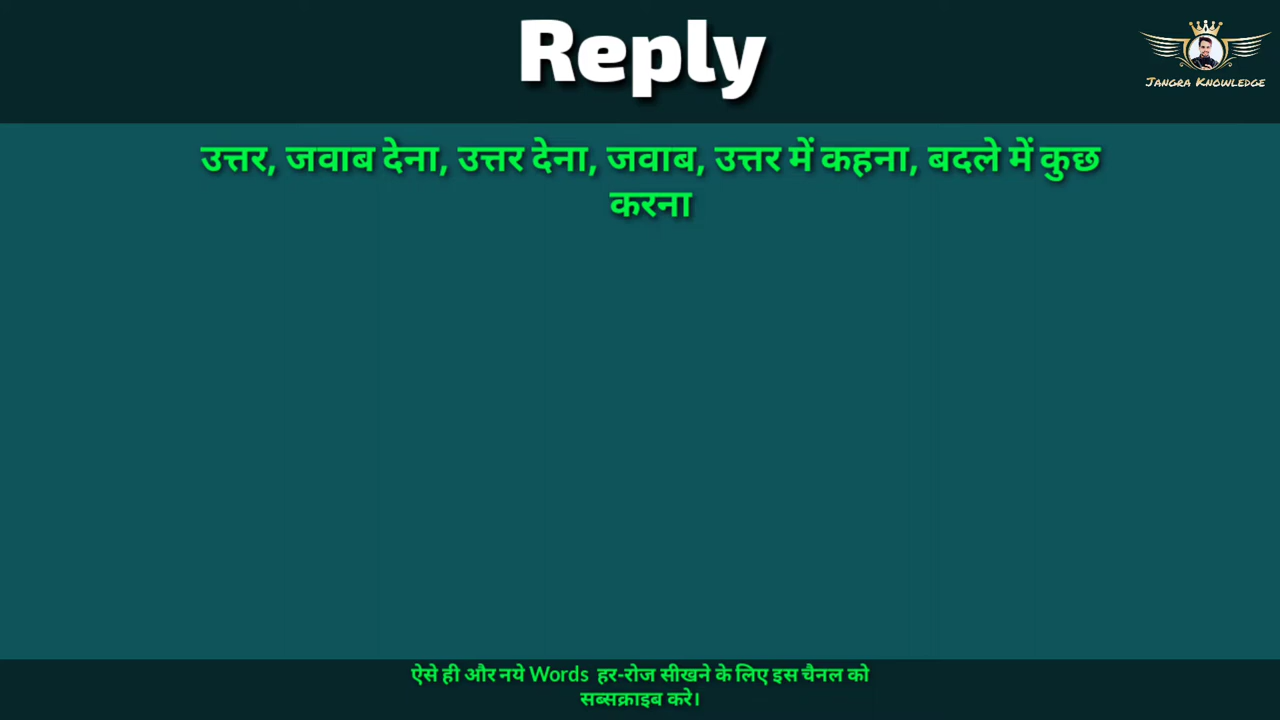 Reply
JANGRA KNOWLEDGE
उत्तर, जवाब देना, उत्तर देना, जवाब, उत्तर में कहना, बदले में कुछ
करना
ऐसे ही और नये Words हर-रोज सीखने के लिए इस चैनल को
सब्सक्राइब करे।